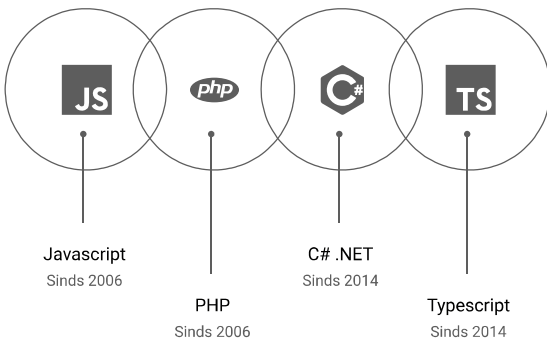 JS
php
C#
TS
Javascript
Sinds 2006
C# .NET
Sinds 2014
PHP
Sinds 2006
Typescript
Sinds 2014